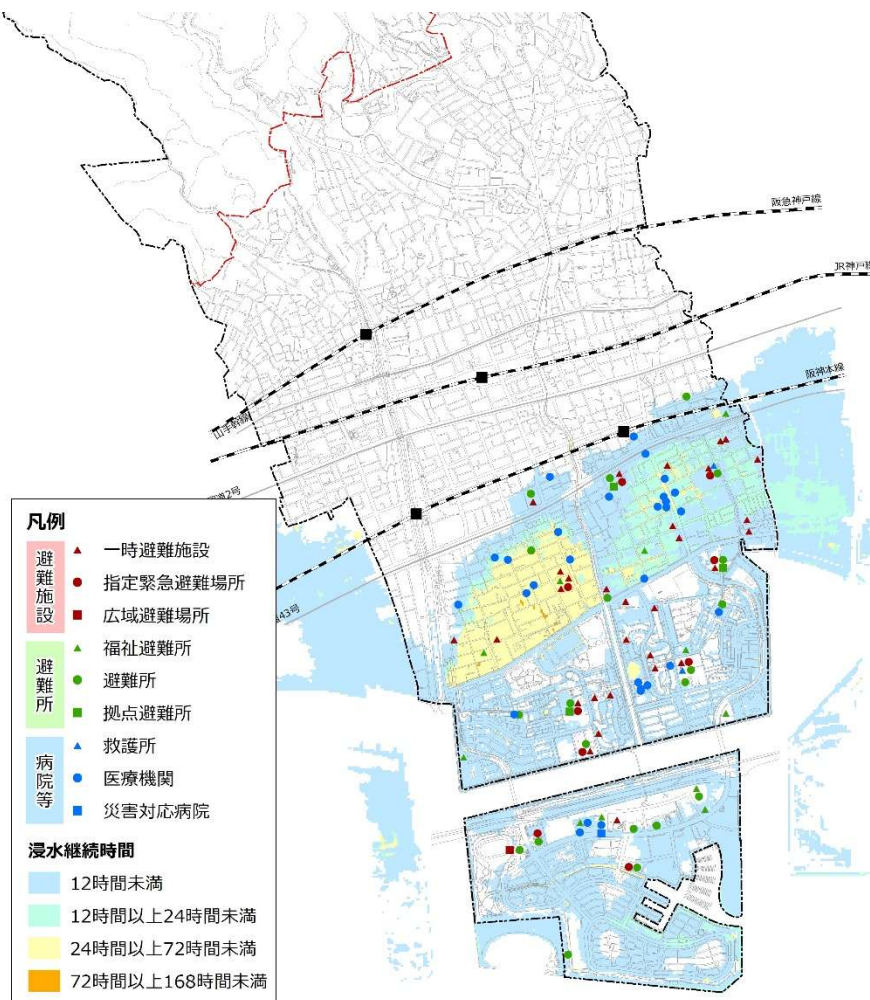 阪急神戸線
JR神戸線
阪神本線
山手幹線
2号
43号
凡例
避難施設
一時避難施設
指定緊急避難場所
広域避難場所
避難所
福祉避難所
避難所
拠点避難所
病院等
救護所
医療機関
災害対応病院
浸水継続時間
12時間未満
12時間以上24時間未満
24時間以上72時間未満
72時間以上168時間未満